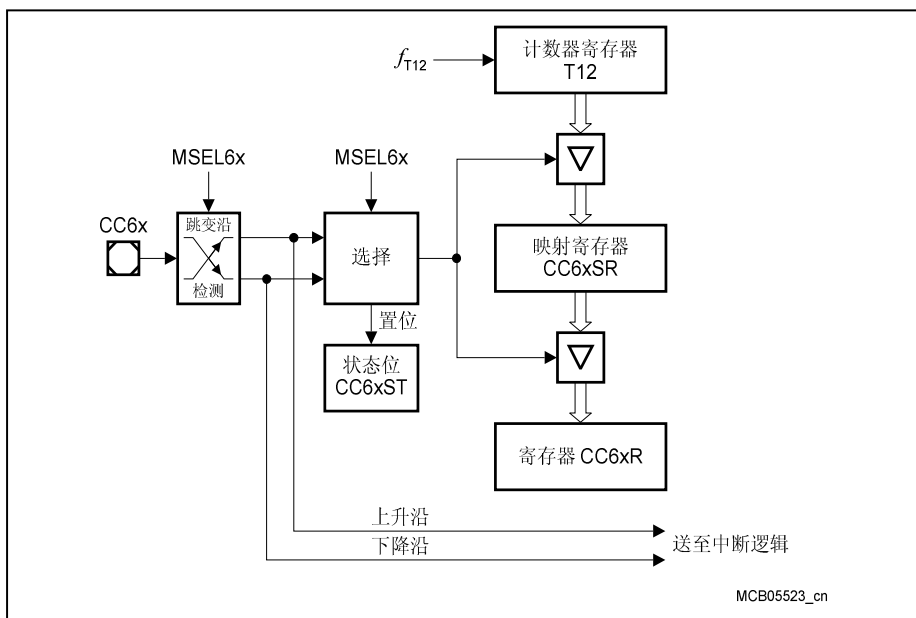 计数器寄存器
T12
fT12
MSEL6x
MSEL6x
CC6x
跳变沿
检测
选择
映射寄存器
CC6xSR
置位
状态位
CC6xST
寄存器 CC6xR
上升沿
下降沿
送至中断逻辑
MCB05523_cn